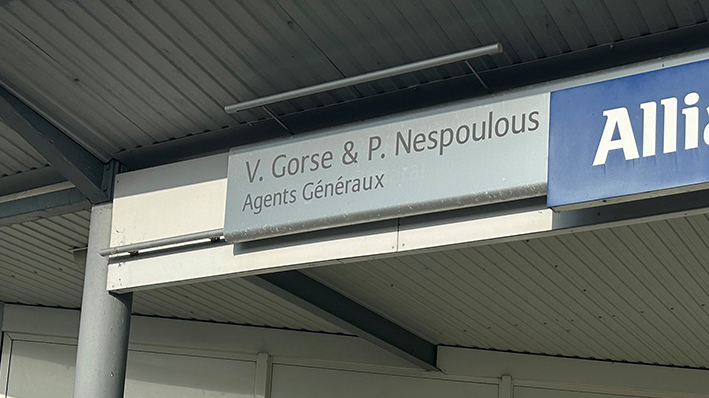 V. Gorse & P. Nespoulous
Agents Généraux
Alli